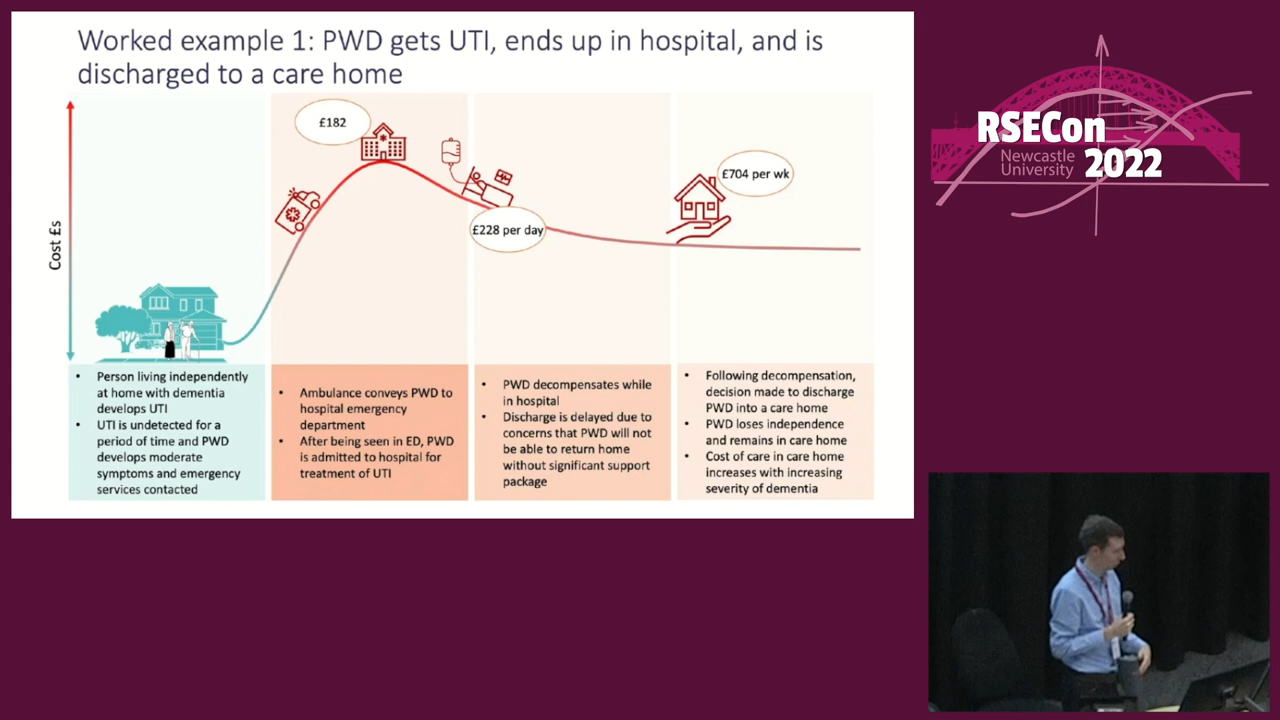 Worked example 1: PWD gets UTI, ends up in hospital, and is
discharged to a care home
Cost £s
£182
£228 per day
£704 per wk
• Person living independently
at home with dementia
develops UTI
• UTI is undetected for a
period of time and PWD
develops moderate
symptoms and emergency
services contacted
• Ambulance conveys PWD to
hospital emergency
department
• After being seen in ED, PWD
is admitted to hospital for
treatment of UTI
• PWD decompensates while
in hospital
• Discharge is delayed due to
concerns that PWD will not
be able to return home
without significant support
package
• Following decompensation,
decision made to discharge
PWD into a care home
• PWD loses independence
and remains in care home
• Cost of care in care home
increases with increasing
severity of dementia
RSECon
Newcastle
University 2022